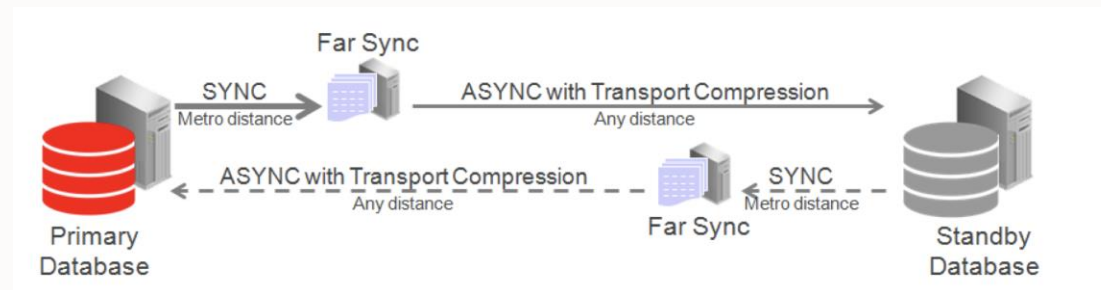 Far Sync
SYNC
Metro distance
ASYNC with Transport Compression
Any distance
ASYNC with Transport Compression
Any distance
SYNC
Metro distance
Far Sync
Primary
Database
Standby
Database